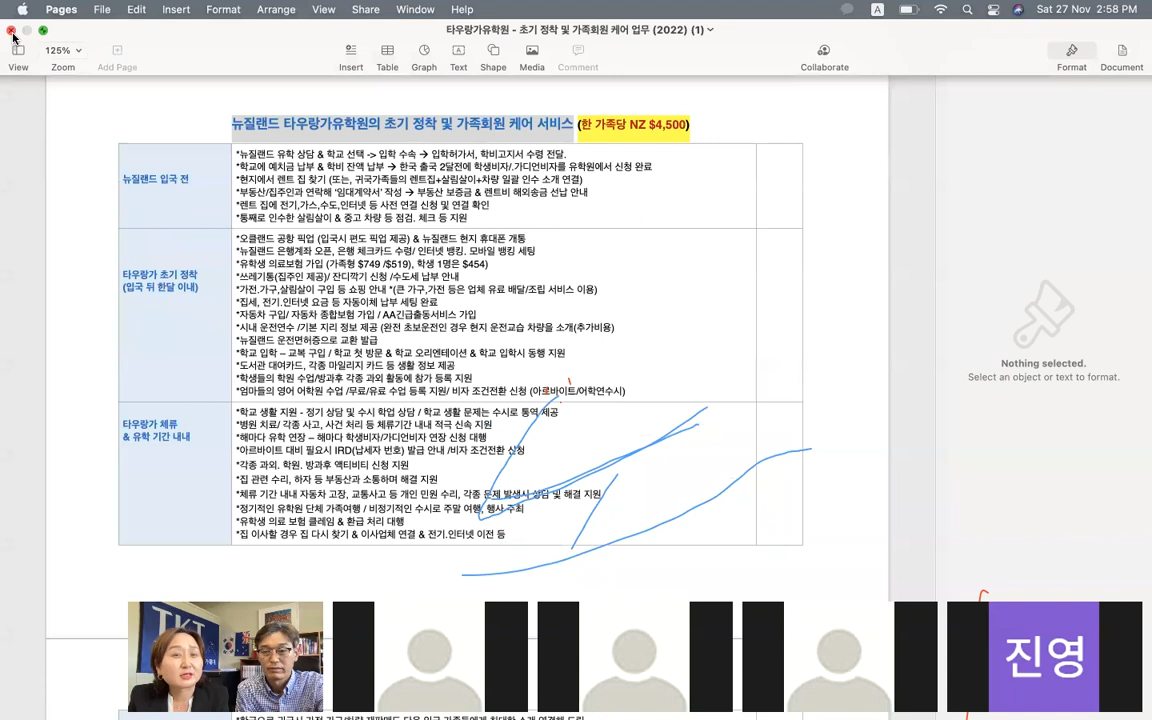 Pages File Edit Insert Format Arrange View Share Window Help A Sat 27 Nov 2:58 PM
타우랑가유학원 - 초기 정착 및 가족회원 케어 업무 (2022) (1)
125%
View Zoom Add Page Insert Table Graph Text Shape Media Comment Collaborate Format Document
뉴질랜드 타우랑가유학원의 초기 정착 및 가족회원 케어 서비스 (한 가족당 NZ $4,500)
뉴질랜드 입국 전
*뉴질랜드 유학 상담 & 학교 선택 -> 입학 수속 → 입학허가서, 학비고지서 수령 전달.
*학교에 예치금 납부 & 학비 잔액 납부 → 한국 출국 2달전에 학생비자/.가디언비자를 유학원에서 신청 완료
*현지에서 렌트 집 찾기 (또는, 귀국가족들의 렌트집+살림살이+차량 일괄 인수 소개 연결)
*부동산/집주인과 연락해 '임대계약서' 작성 → 부동산 보증금 & 렌트비 해외송금 선납 안내
*렌트 집에 전기,가스,수도,인터넷 등 사전 연결 신청 및 연결 확인
*통째로 인수한 살림살이 & 중고 차량 등 점검. 체크 등 지원
타우랑가 초기 정착
(입국 뒤 한달 이내)
*오클랜드 공항 픽업 (입국시 편도 픽업 제공) & 뉴질랜드 현지 휴대폰 개통
*뉴질랜드 은행계좌 오픈, 은행 체크카드 수령/ 인터넷 뱅킹. 모바일 뱅킹 세팅
*유학생 의료보험 가입 (가족형 $749 /$519), 학생 1명은 $454)
*쓰레기통(집주인 제공)/ 잔디깍기 신청 /수도세 납부 안내
*가전.가구,살림살이 구입 등 쇼핑 안내 *(큰 가구,가전 등은 업체 유료 배달/조립 서비스 이용)
*집세, 전기.인터넷 요금 등 자동이체 납부 세팅 완료
*자동차 구입/ 자동차 종합보험 가입 / AA긴급출동서비스 가입
*시내 운전연수 /기본 지리 정보 제공 (완전 초보운전인 경우 현지 운전교습 차량을 소개(추가비용)
*뉴질랜드 운전면허증으로 교환 발급
*학교 입학 – 교복 구입 / 학교 첫 방문 & 학교 오리엔테이션 & 학교 입학시 동행 지원
*도서관 대여카드, 각종 마일리지 카드 등 생활 정보 제공
*학생들의 학원 수업/방과후 각종 과외 활동에 참가 등록 지원
*엄마들의 영어 어학원 수업 /무료/유료 수업 등록 지원/ 비자 조건전환 신청 (아르바이트/어학연수시)
타우랑가 체류
& 유학 기간 내내
*학교 생활 지원 - 정기 상담 및 수시 학업 상담 / 학교 생활 문제는 수시로 통역 제공
*병원 치료/ 각종 사고, 사건 처리 등 체류기간 내내 적극 신속 지원
*해마다 유학 연장 – 해마다 학생비자/가디언비자 연장 신청 대행
*아르바이트 대비 필요시 IRD(납세자 번호) 발급 안내 /비자 조건전환 신청
*각종 과외. 학원. 방과후 액티비티 신청 지원
*집 관련 수리, 하자 등 부동산과 소통하며 해결 지원
*체류 기간 내내 자동차 고장, 교통사고 등 개인 민원 수리, 각종 문제 발생시 상담 및 해결 지원
*정기적인 유학원 단체 가족여행 / 비정기적인 수시로 주말 여행, 행사 주최
*유학생 의료 보험 클레임 & 환급 처리 대행
*집 이사할 경우 집 다시 찾기 & 이사업체 연결 & 전기.인터넷 이전 등
Nothing selected.
Select an object or text to format.
TKT
진영